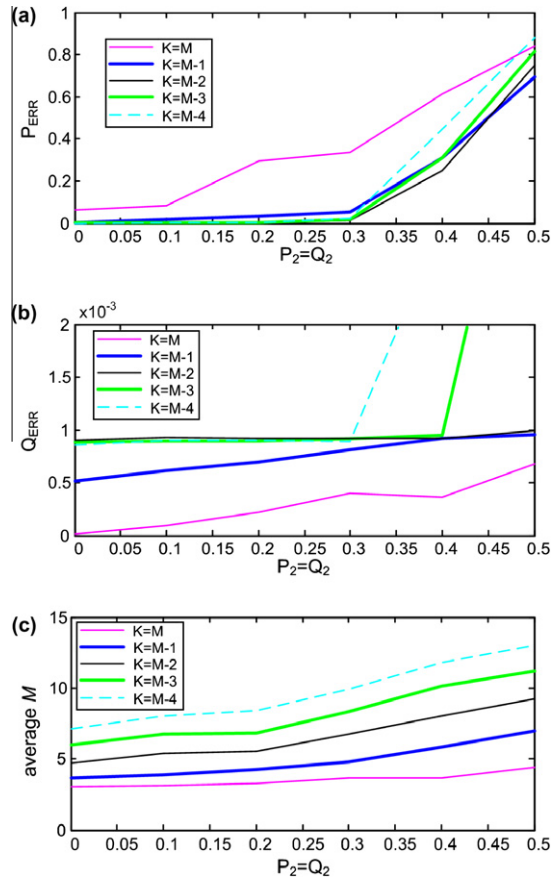 (a)
1
0.8
0.6
0.4
0.2
0
P_ERR
K=M
K=M-1
K=M-2
K=M-3
K=M-4
0 0.05 0.1 0.15 0.2 0.25 0.3 0.35 0.4 0.45 0.5
P₂=Q₂
(b)
×10⁻³
2
1.5
1
0.5
0
Q_ERR
K=M
K=M-1
K=M-2
K=M-3
K=M-4
0 0.05 0.1 0.15 0.2 0.25 0.3 0.35 0.4 0.45 0.5
P₂=Q₂
(c)
15
10
5
0
average M
K=M
K=M-1
K=M-2
K=M-3
K=M-4
0 0.05 0.1 0.15 0.2 0.25 0.3 0.35 0.4 0.45 0.5
P₂=Q₂